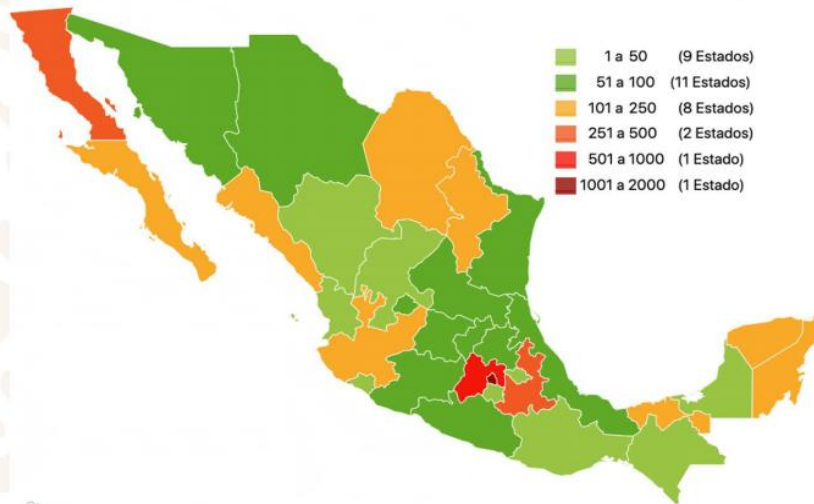 1 a 50 (9 Estados)
51 a 100 (11 Estados)
101 a 250 (8 Estados)
251 a 500 (2 Estados)
501 a 1000 (1 Estado)
1001 a 2000 (1 Estado)